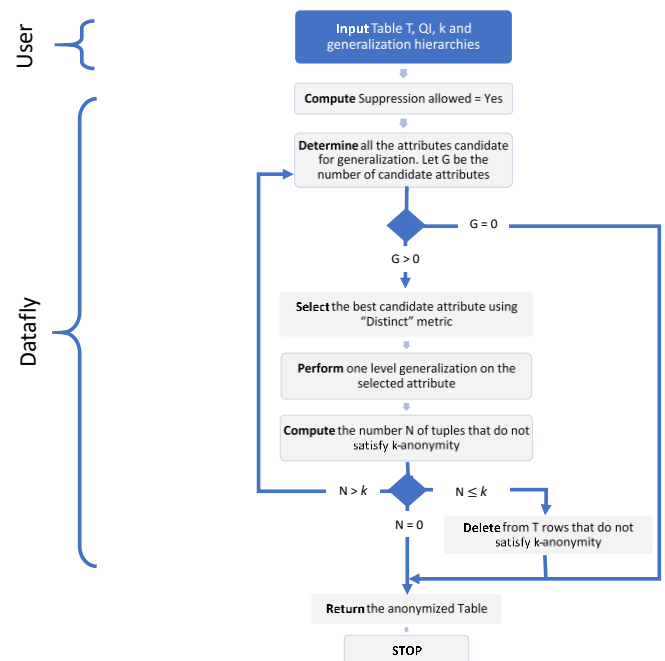 User
Input Table T, QI, k and
generalization hierarchies
Compute Suppression allowed = Yes
Determine all the attributes candidate
for generalization. Let G be the
number of candidate attributes
G = 0
G > 0
Datafly
Select the best candidate attribute using
“Distinct” metric
Perform one level generalization on the
selected attribute
Compute the number N of tuples that do not
satisfy k-anonymity
N > k
N ≤ k
N = 0
Delete from T rows that do not
satisfy k-anonymity
Return the anonymized Table
STOP